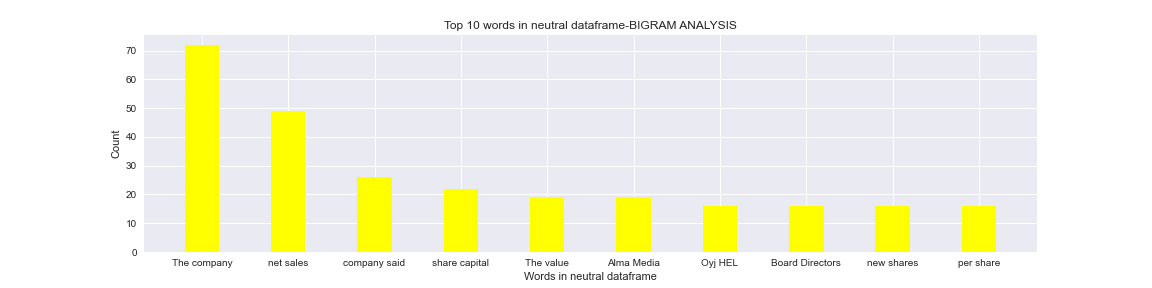 Top 10 words in neutral dataframe-BIGRAM ANALYSIS
Count
70
60
50
40
30
20
10
0
The company net sales company said share capital The value Alma Media Oyj HEL Board Directors new shares per share
Words in neutral dataframe